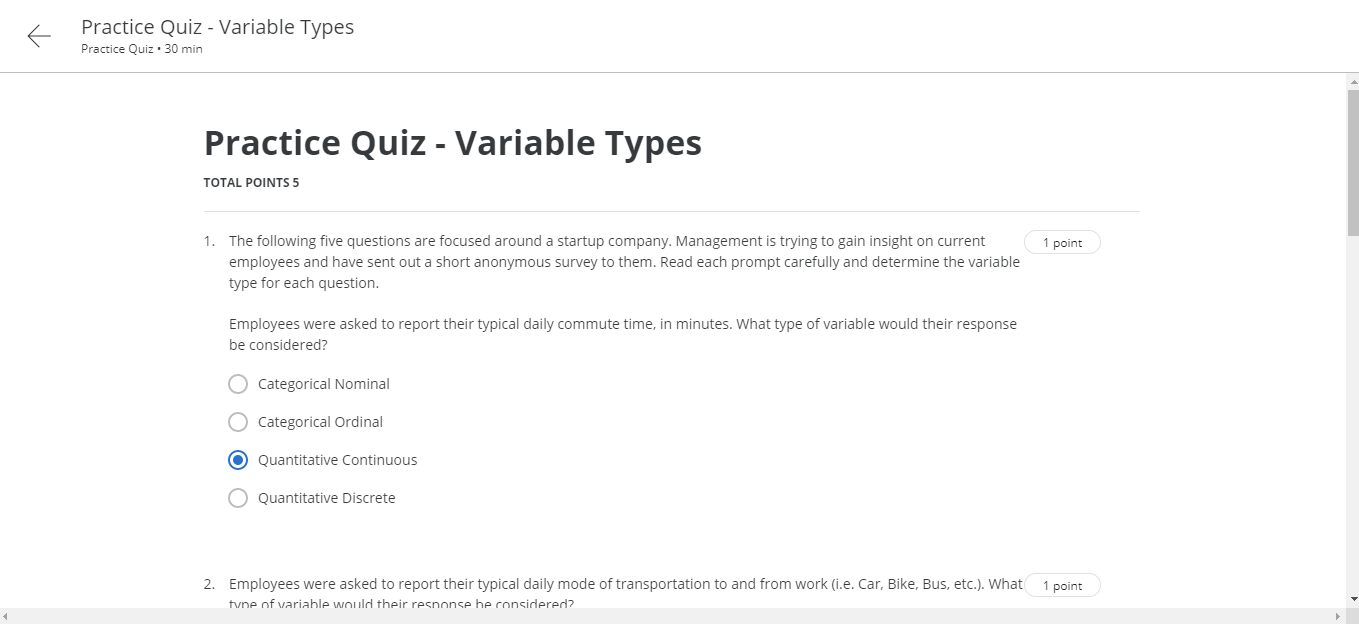 Practice Quiz - Variable Types
Practice Quiz • 30 min
Practice Quiz - Variable Types
TOTAL POINTS 5
1. The following five questions are focused around a startup company. Management is trying to gain insight on current
1 point
employees and have sent out a short anonymous survey to them. Read each prompt carefully and determine the variable
type for each question.
Employees were asked to report their typical daily commute time, in minutes. What type of variable would their response
be considered?
Categorical Nominal
Categorical Ordinal
Quantitative Continuous
Quantitative Discrete
2. Employees were asked to report their typical daily mode of transportation to and from work (i.e. Car, Bike, Bus, etc.). What
1 point
type of variable would their response be considered?